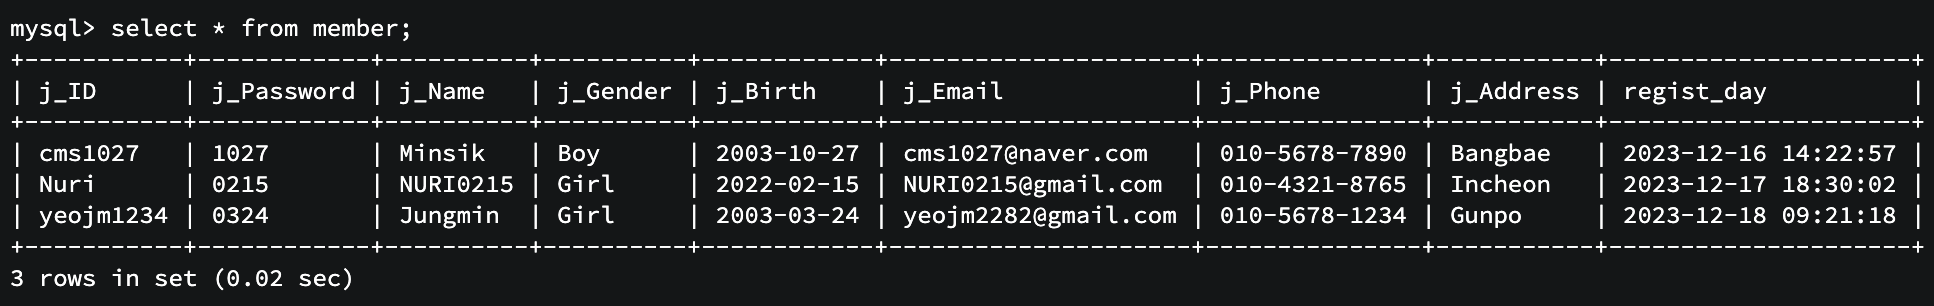 mysql> select * from member;
+-----------+------------+----------+----------+------------+--------------------+--------------+-----------+---------------------+
| j_ID      | j_Password | j_Name   | j_Gender | j_Birth    | j_Email            | j_Phone      | j_Address | regist_day          |
+-----------+------------+----------+----------+------------+--------------------+--------------+-----------+---------------------+
| cms1027   | 1027       | Minsik   | Boy      | 2003-10-27 | cms1027@naver.com  | 010-5678-7890 | Bangbae   | 2023-12-16 14:22:57 |
| Nuri      | 0215       | NURI0215 | Girl     | 2022-02-15 | NURI0215@gmail.com | 010-4321-8765 | Incheon   | 2023-12-17 18:30:02 |
| yeojm1234 | 0324       | Jungmin  | Girl     | 2003-03-24 | yeojm2282@gmail.com | 010-5678-1234 | Gunpo     | 2023-12-18 09:21:18 |
+-----------+------------+----------+----------+------------+--------------------+--------------+-----------+---------------------+
3 rows in set (0.02 sec)